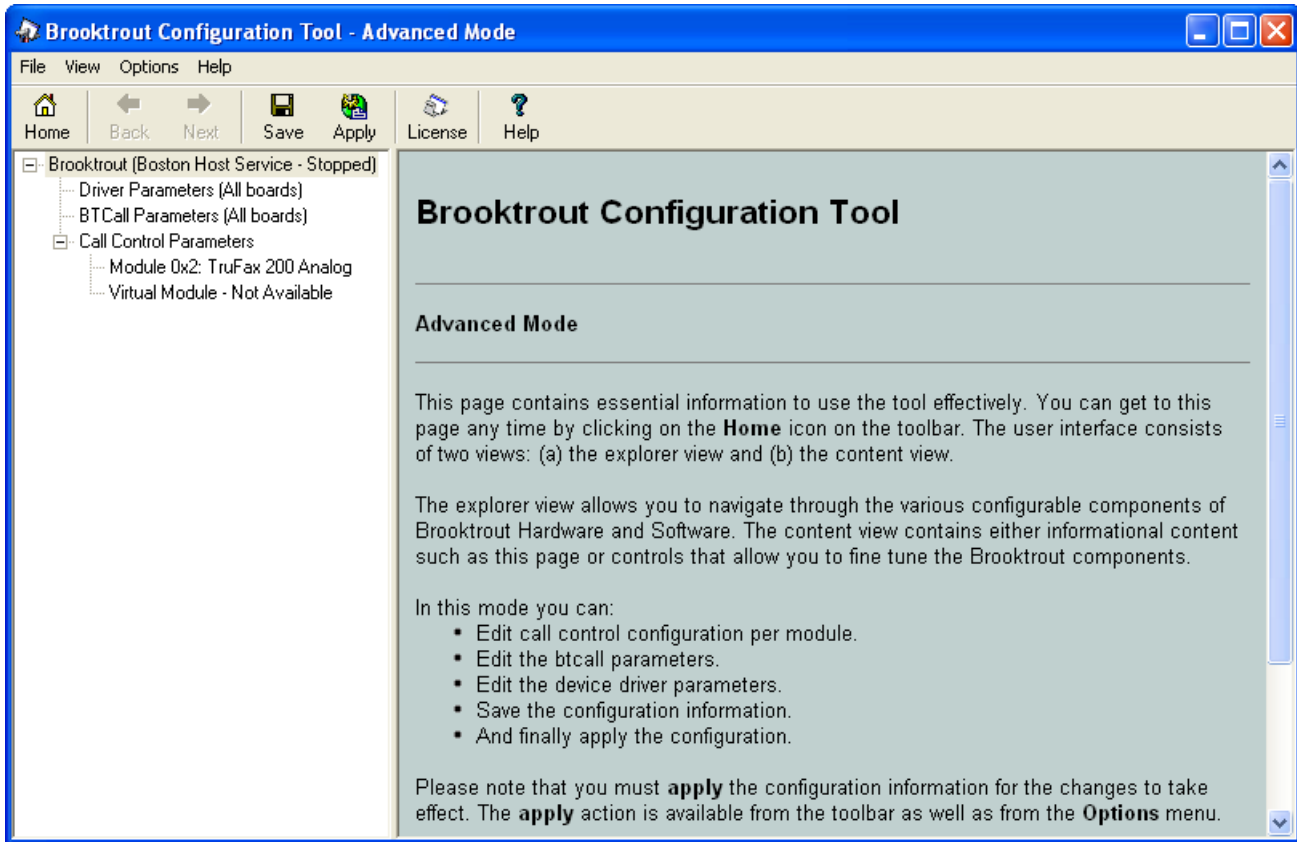 Brooktrout Configuration Tool - Advanced Mode
File View Options Help
Home Back Next Save Apply License Help
Brooktrout (Boston Host Service - Stopped)
Driver Parameters (All boards)
BTCall Parameters (All boards)
Call Control Parameters
Module 0x2: TruFax 200 Analog
Virtual Module - Not Available
Brooktrout Configuration Tool
Advanced Mode
This page contains essential information to use the tool effectively. You can get to this
page any time by clicking on the Home icon on the toolbar. The user interface consists
of two views: (a) the explorer view and (b) the content view.
The explorer view allows you to navigate through the various configurable components of
Brooktrout Hardware and Software. The content view contains either informational content
such as this page or controls that allow you to fine tune the Brooktrout components.
In this mode you can:
• Edit call control configuration per module.
• Edit the btcall parameters.
• Edit the device driver parameters.
• Save the configuration information.
• And finally apply the configuration.
Please note that you must apply the configuration information for the changes to take
effect. The apply action is available from the toolbar as well as from the Options menu.